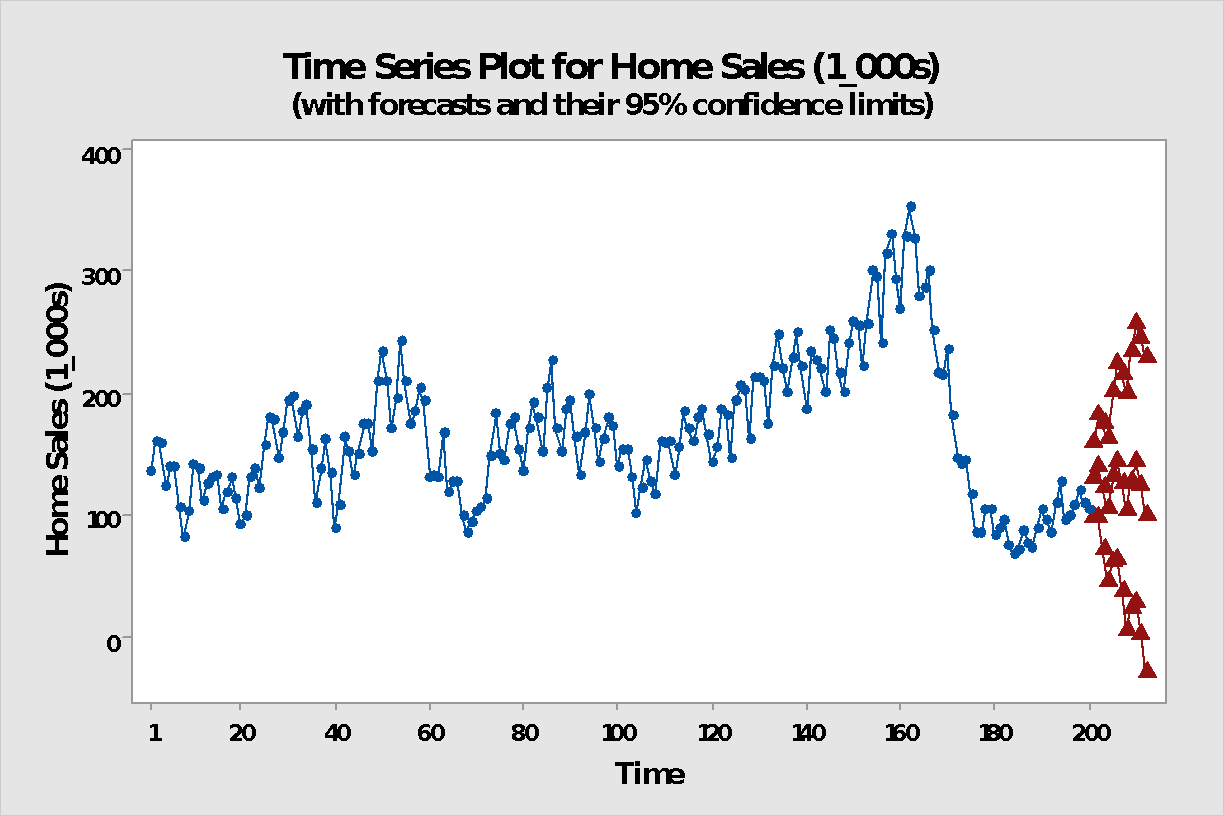 Time Series Plot for Home Sales (1_000s)
(with forecasts and their 95% confidence limits)
400
300
200
100
0
Home Sales (1_000s)
1 20 40 60 80 100 120 140 160 180 200
Time